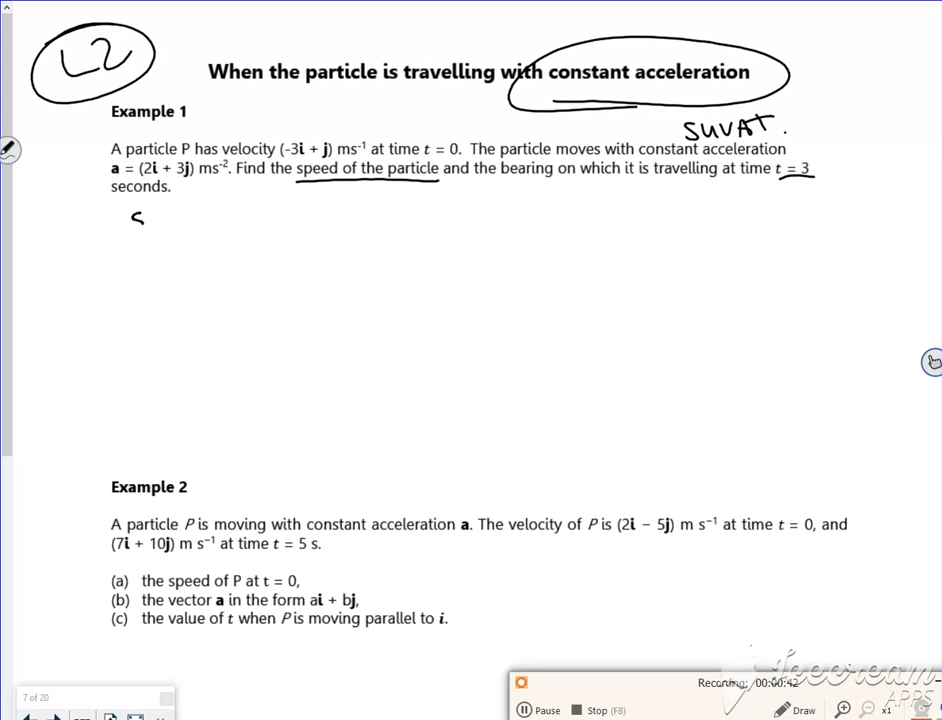 L2
When the particle is travelling with constant acceleration
Example 1
SUVAT.
A particle P has velocity (-3i + j) ms⁻¹ at time t = 0. The particle moves with constant acceleration
a = (2i + 3j) ms⁻². Find the speed of the particle and the bearing on which it is travelling at time t = 3
seconds.
S
Example 2
A particle P is moving with constant acceleration a. The velocity of P is (2i − 5j) m s⁻¹ at time t = 0, and
(7i + 10j) m s⁻¹ at time t = 5 s.
(a) the speed of P at t = 0,
(b) the vector a in the form ai + bj,
(c) the value of t when P is moving parallel to i.
7 of 20
Recording: 00:00:42
Icecream
APPS
Pause Stop (F8) Draw x1